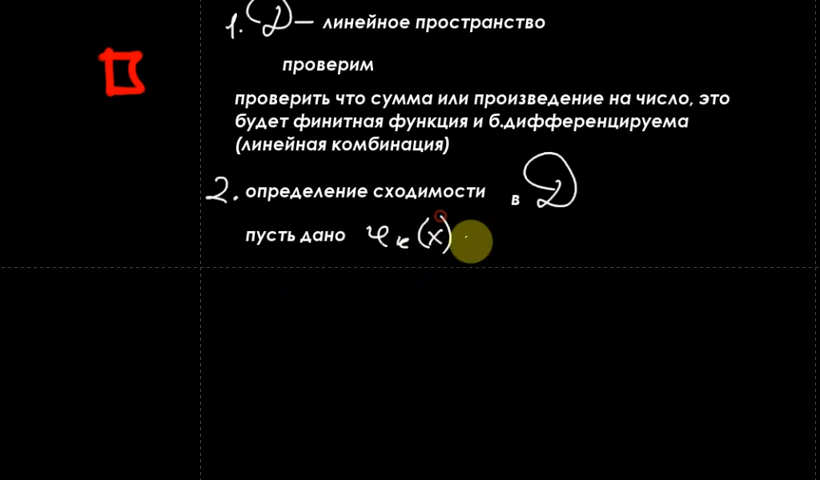 1. D — линейное пространство
проверим
проверить что сумма или произведение на число, это
будет финитная функция и б.дифференцируема
(линейная комбинация)
2. определение сходимости в D
пусть дано φₖ(x)